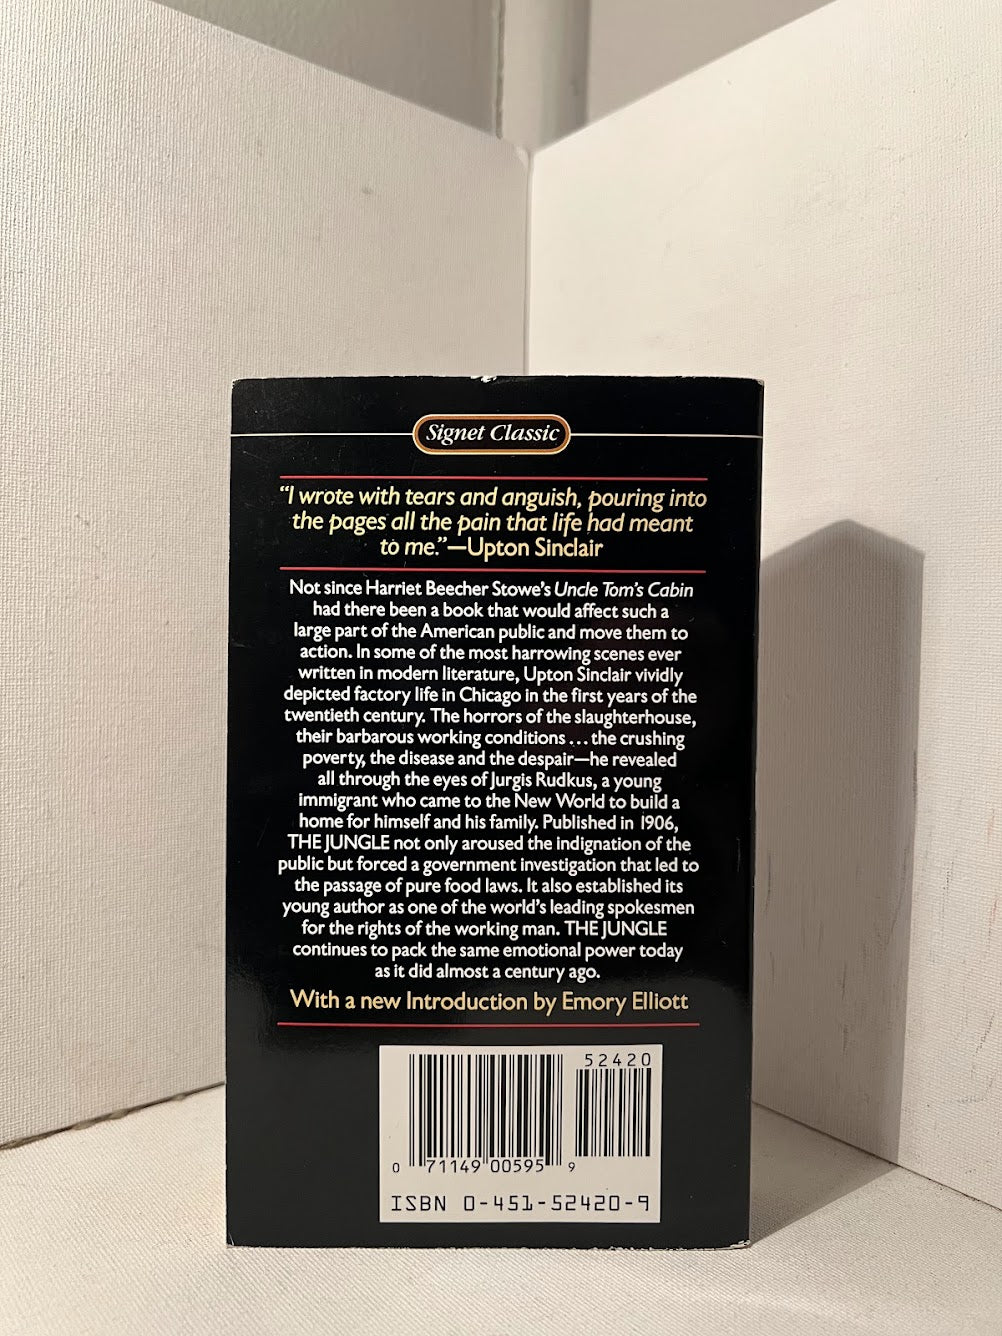 Signet Classic
“I wrote with tears and anguish, pouring into
the pages all the pain that life had meant
to me.”—Upton Sinclair
Not since Harriet Beecher Stowe’s Uncle Tom’s Cabin
had there been a book that would affect such a
large part of the American public and move them to
action. In some of the most harrowing scenes ever
written in modern literature, Upton Sinclair vividly
depicted factory life in Chicago in the first years of the
twentieth century. The horrors of the slaughterhouse,
their barbarous working conditions...the crushing
poverty, the disease and the despair—he revealed
all through the eyes of Jurgis Rudkus, a young
immigrant who came to the New World to build a
home for himself and his family. Published in 1906,
THE JUNGLE not only aroused the indignation of the
public but forced a government investigation that led to
the passage of pure food laws. It also established its
young author as one of the world’s leading spokesmen
for the rights of the working man. THE JUNGLE
continues to pack the same emotional power today
as it did almost a century ago.
With a new Introduction by Emory Elliott
52420
0 71149 00595 9
ISBN 0-451-52420-9